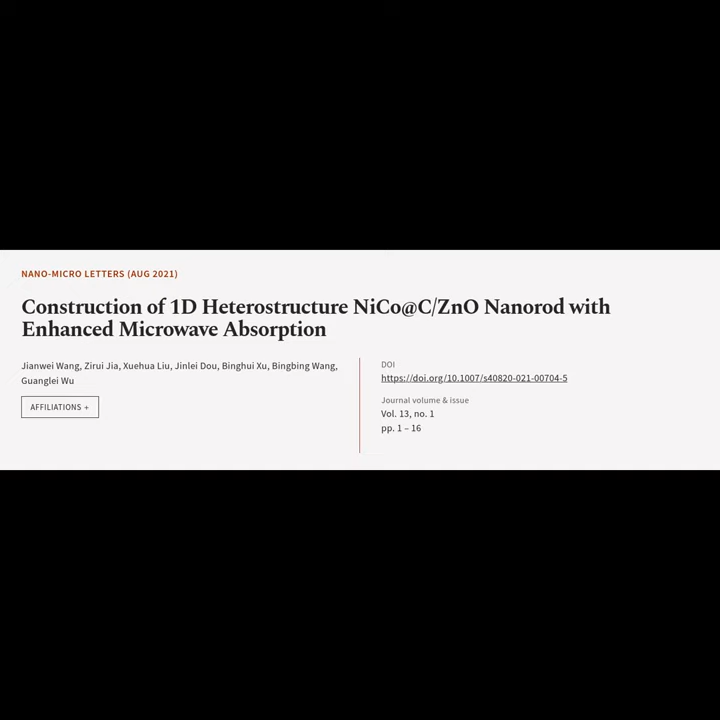 NANO-MICRO LETTERS (AUG 2021)
Construction of 1D Heterostructure NiCo@C/ZnO Nanorod with
Enhanced Microwave Absorption
Jianwei Wang, Zirui Jia, Xuehua Liu, Jinlei Dou, Binghui Xu, Bingbing Wang,
Guanglei Wu
AFFILIATIONS +
DOI
https://doi.org/10.1007/s40820-021-00704-5
Journal volume & issue
Vol. 13, no. 1
pp. 1 – 16